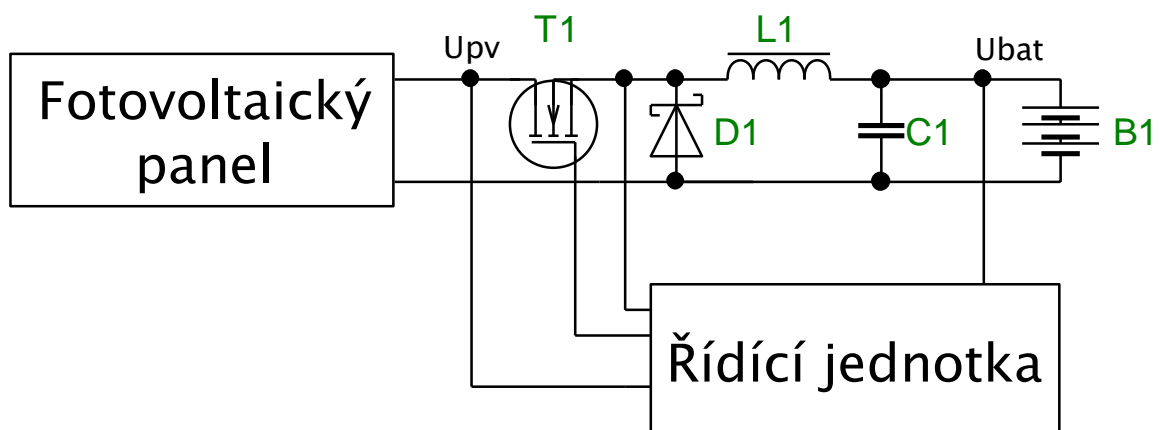 Upv
T1
L1
Ubat
Fotovoltaický
panel
D1
C1
B1
Řídící jednotka